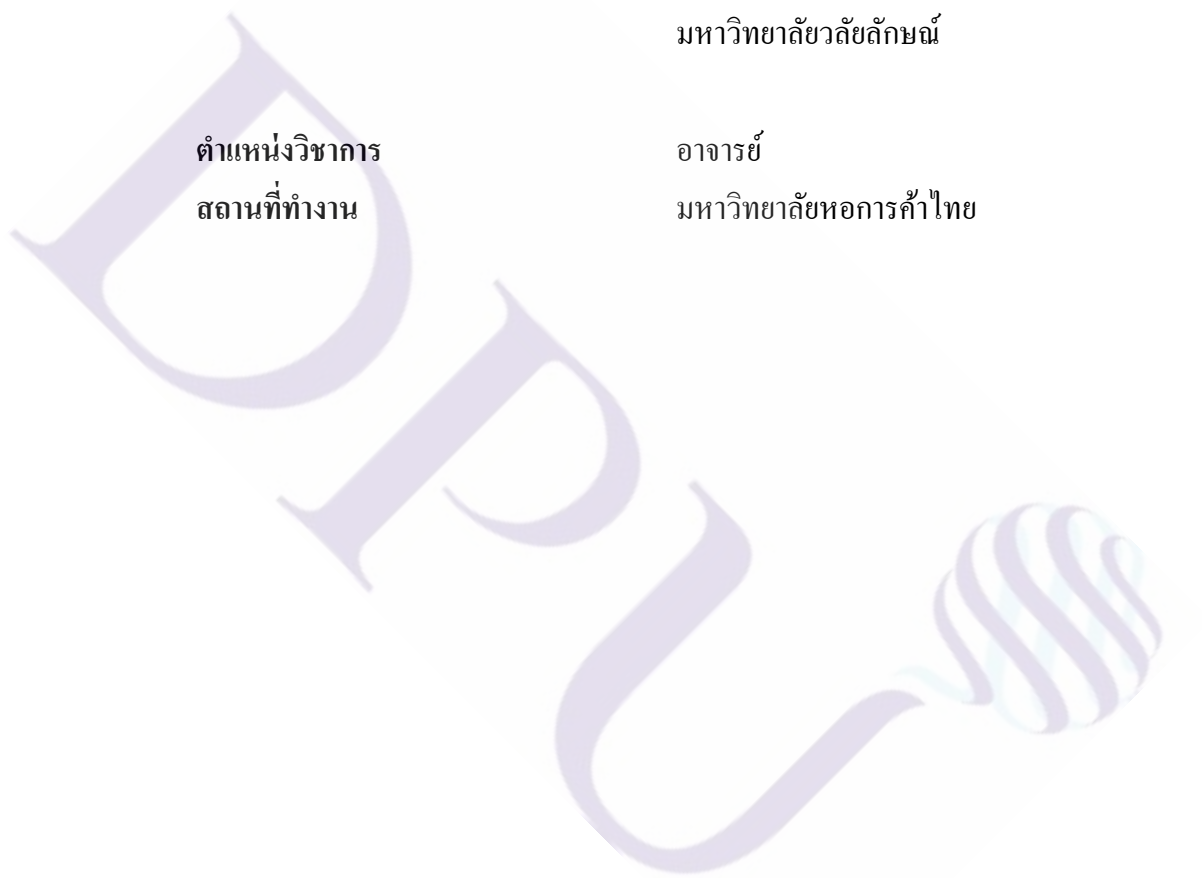 มหาวิทยาลัยวลัยลักษณ์
ตำแหน่งวิชาการ อาจารย์
สถานที่ทำงาน มหาวิทยาลัยหอการค้าไทย
DPU